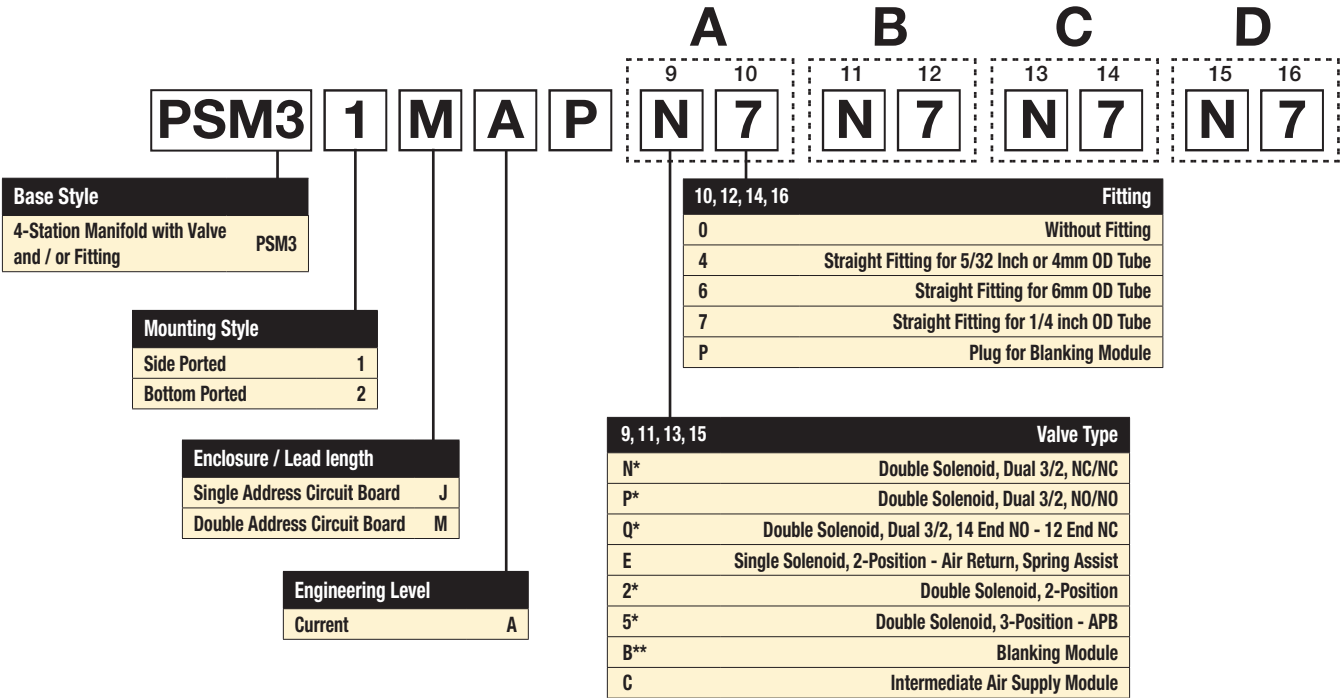 A B C D
9 10 11 12 13 14 15 16
PSM3 1 M A P N 7 N 7 N 7 N 7
Base Style
4-Station Manifold with Valve
and / or Fitting PSM3
Mounting Style
Side Ported 1
Bottom Ported 2
Enclosure / Lead length
Single Address Circuit Board J
Double Address Circuit Board M
Engineering Level
Current A
10, 12, 14, 16 Fitting
0 Without Fitting
4 Straight Fitting for 5/32 Inch or 4mm OD Tube
6 Straight Fitting for 6mm OD Tube
7 Straight Fitting for 1/4 inch OD Tube
P Plug for Blanking Module
9, 11, 13, 15 Valve Type
N* Double Solenoid, Dual 3/2, NC/NC
P* Double Solenoid, Dual 3/2, NO/NO
Q* Double Solenoid, Dual 3/2, 14 End NO - 12 End NC
E Single Solenoid, 2-Position - Air Return, Spring Assist
2* Double Solenoid, 2-Position
5* Double Solenoid, 3-Position - APB
B** Blanking Module
C Intermediate Air Supply Module